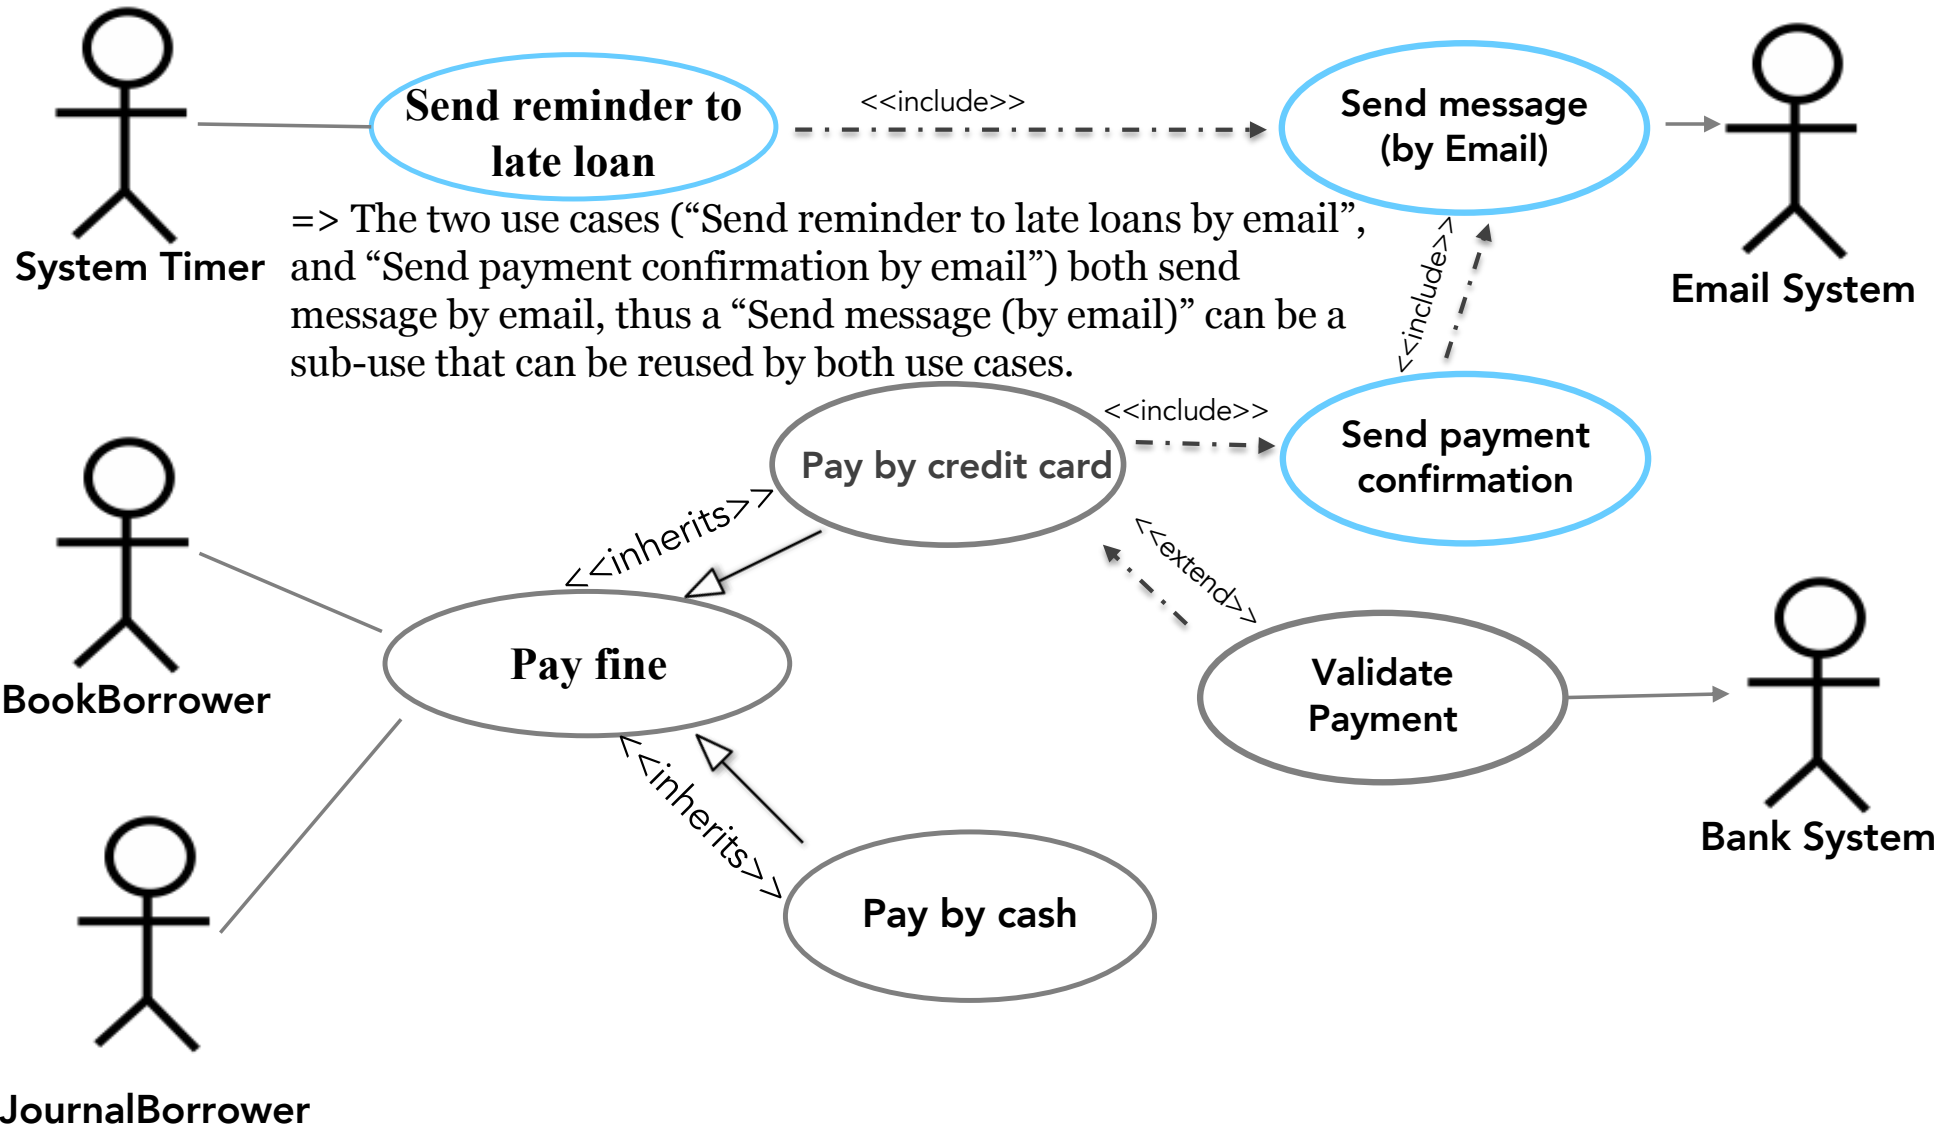 Send reminder to
late loan
<<include>>
Send message
(by Email)
System Timer
Email System
=> The two use cases (“Send reminder to late loans by email”,
and “Send payment confirmation by email”) both send
message by email, thus a “Send message (by email)” can be a
sub-use that can be reused by both use cases.
<<include>>
Pay by credit card
<<include>>
Send payment
confirmation
<<inherits>>
<<extend>>
BookBorrower
Pay fine
Validate
Payment
Bank System
<<inherits>>
Pay by cash
JournalBorrower